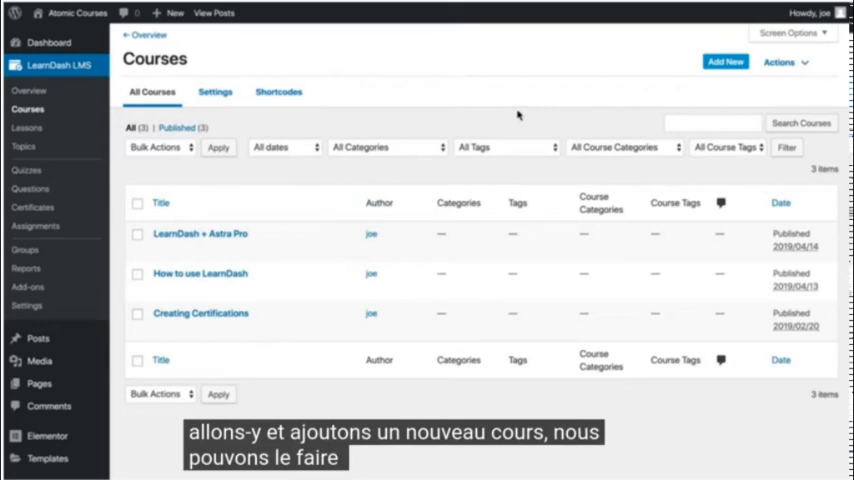 Atomic Courses 0 + New View Posts Howdy, joe
Dashboard
LearnDash LMS
Overview
Courses
Lessons
Topics
Quizzes
Questions
Certificates
Assignments
Groups
Reports
Add-ons
Settings
Posts
Media
Pages
Comments
Elementor
Templates
← Overview
Screen Options ▼
Courses
Add New Actions
All Courses Settings Shortcodes
All (3) | Published (3)
Search Courses
Bulk Actions Apply All dates All Categories All Tags All Course Categories All Course Tags Filter
3 items
Title Author Categories Tags Course Categories Course Tags Date
LearnDash + Astra Pro joe — — — — — Published 2019/04/14
How to use LearnDash joe — — — — — Published 2019/04/13
Creating Certifications joe — — — — — Published 2019/02/20
Title Author Categories Tags Course Categories Course Tags Date
Bulk Actions Apply 3 items
allons-y et ajoutons un nouveau cours, nous
pouvons le faire